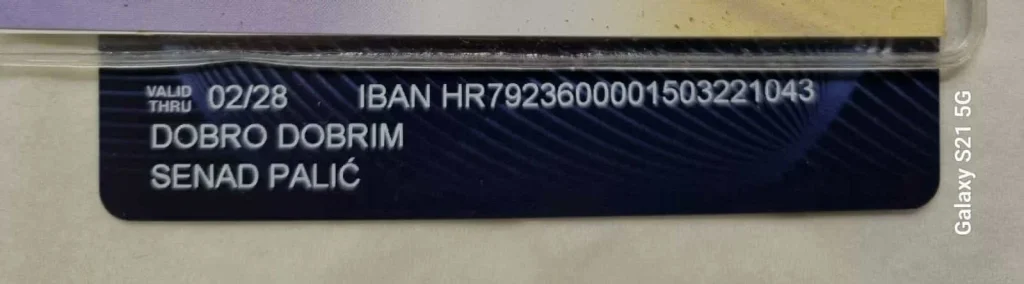 VALID
THRU 02/28 IBAN HR7923600001503221043
DOBRO DOBRIM
SENAD PALIĆ
Galaxy S21 5G